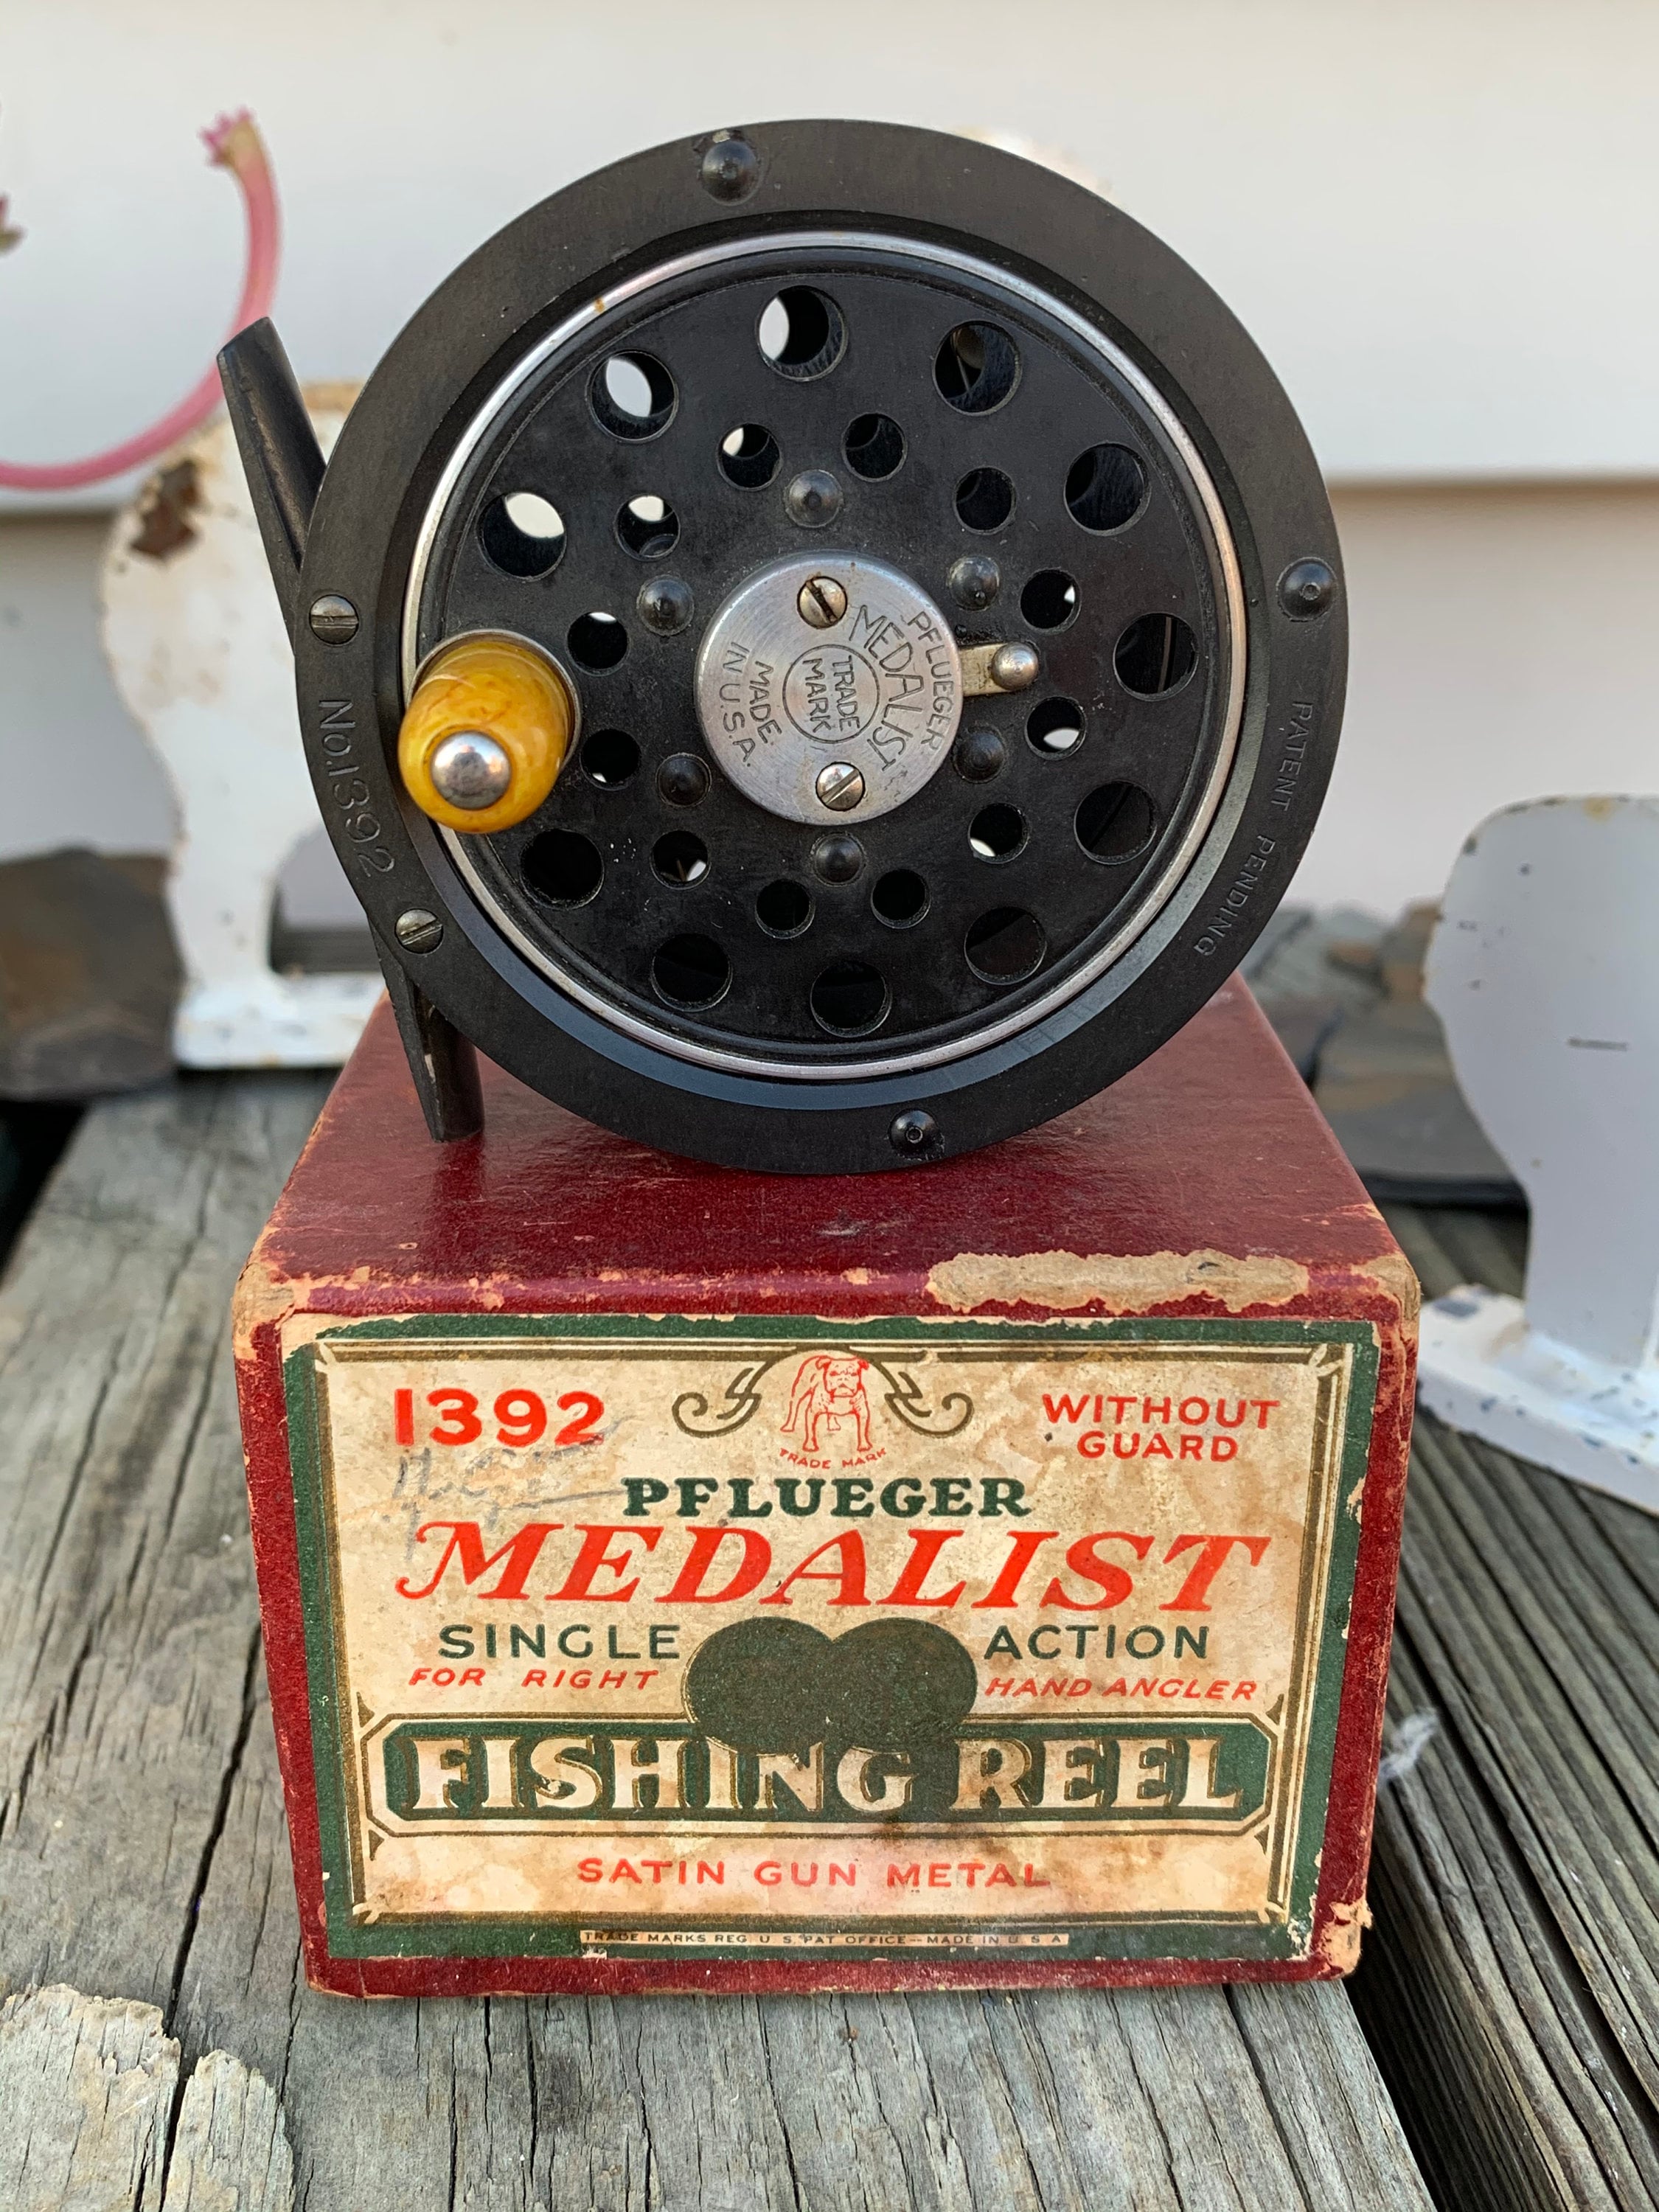 PFLUEGER
MEDALIST
TRADE
MARK
MADE
IN U.S.A.
No.1392
PATENT PENDING
1392
WITHOUT
GUARD
TRADE MARK
PFLUEGER
MEDALIST
SINGLE ACTION
FOR RIGHT HAND ANGLER
FISHING REEL
SATIN GUN METAL
TRADE MARKS REG U S PAT OFFICE—MADE IN U S A